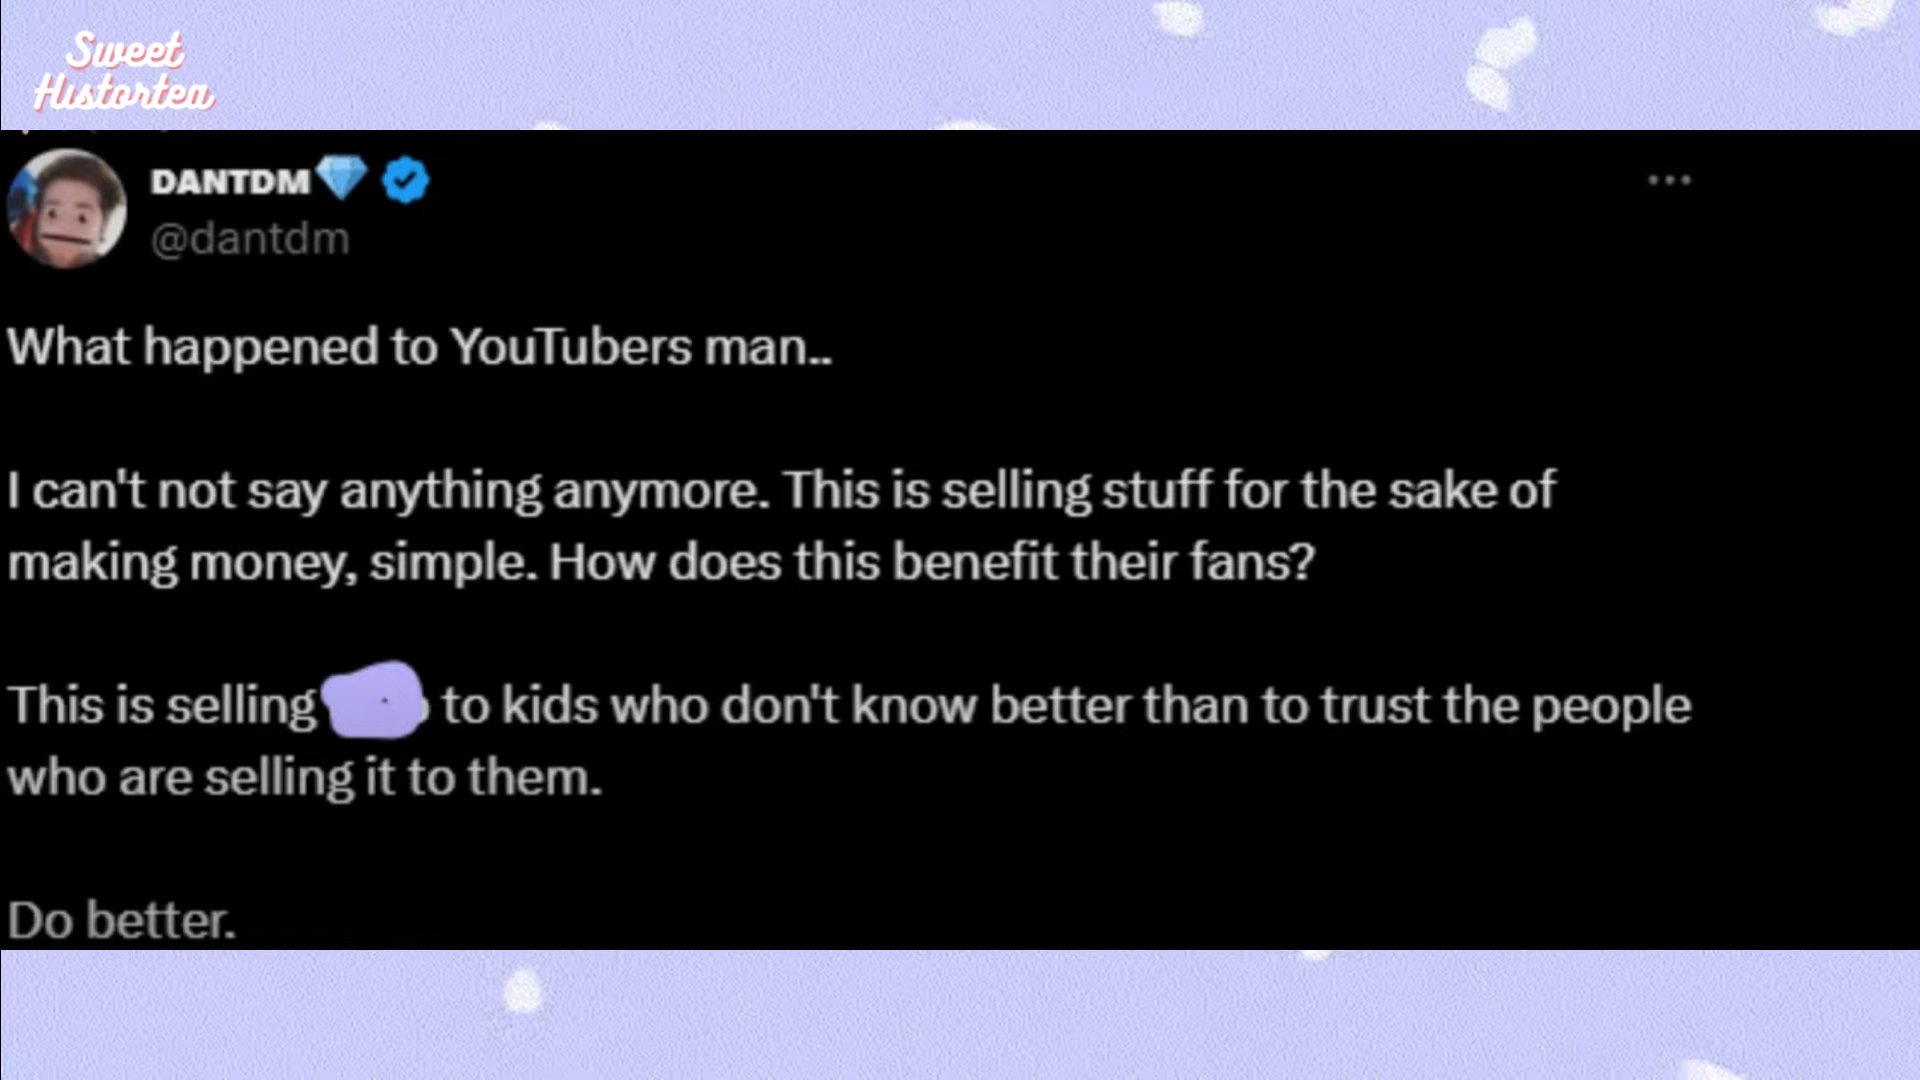 Sweet
Histortea
DANTDM
@dantdm
What happened to YouTubers man..
I can't not say anything anymore. This is selling stuff for the sake of
making money, simple. How does this benefit their fans?
This is selling to kids who don't know better than to trust the people
who are selling it to them.
Do better.